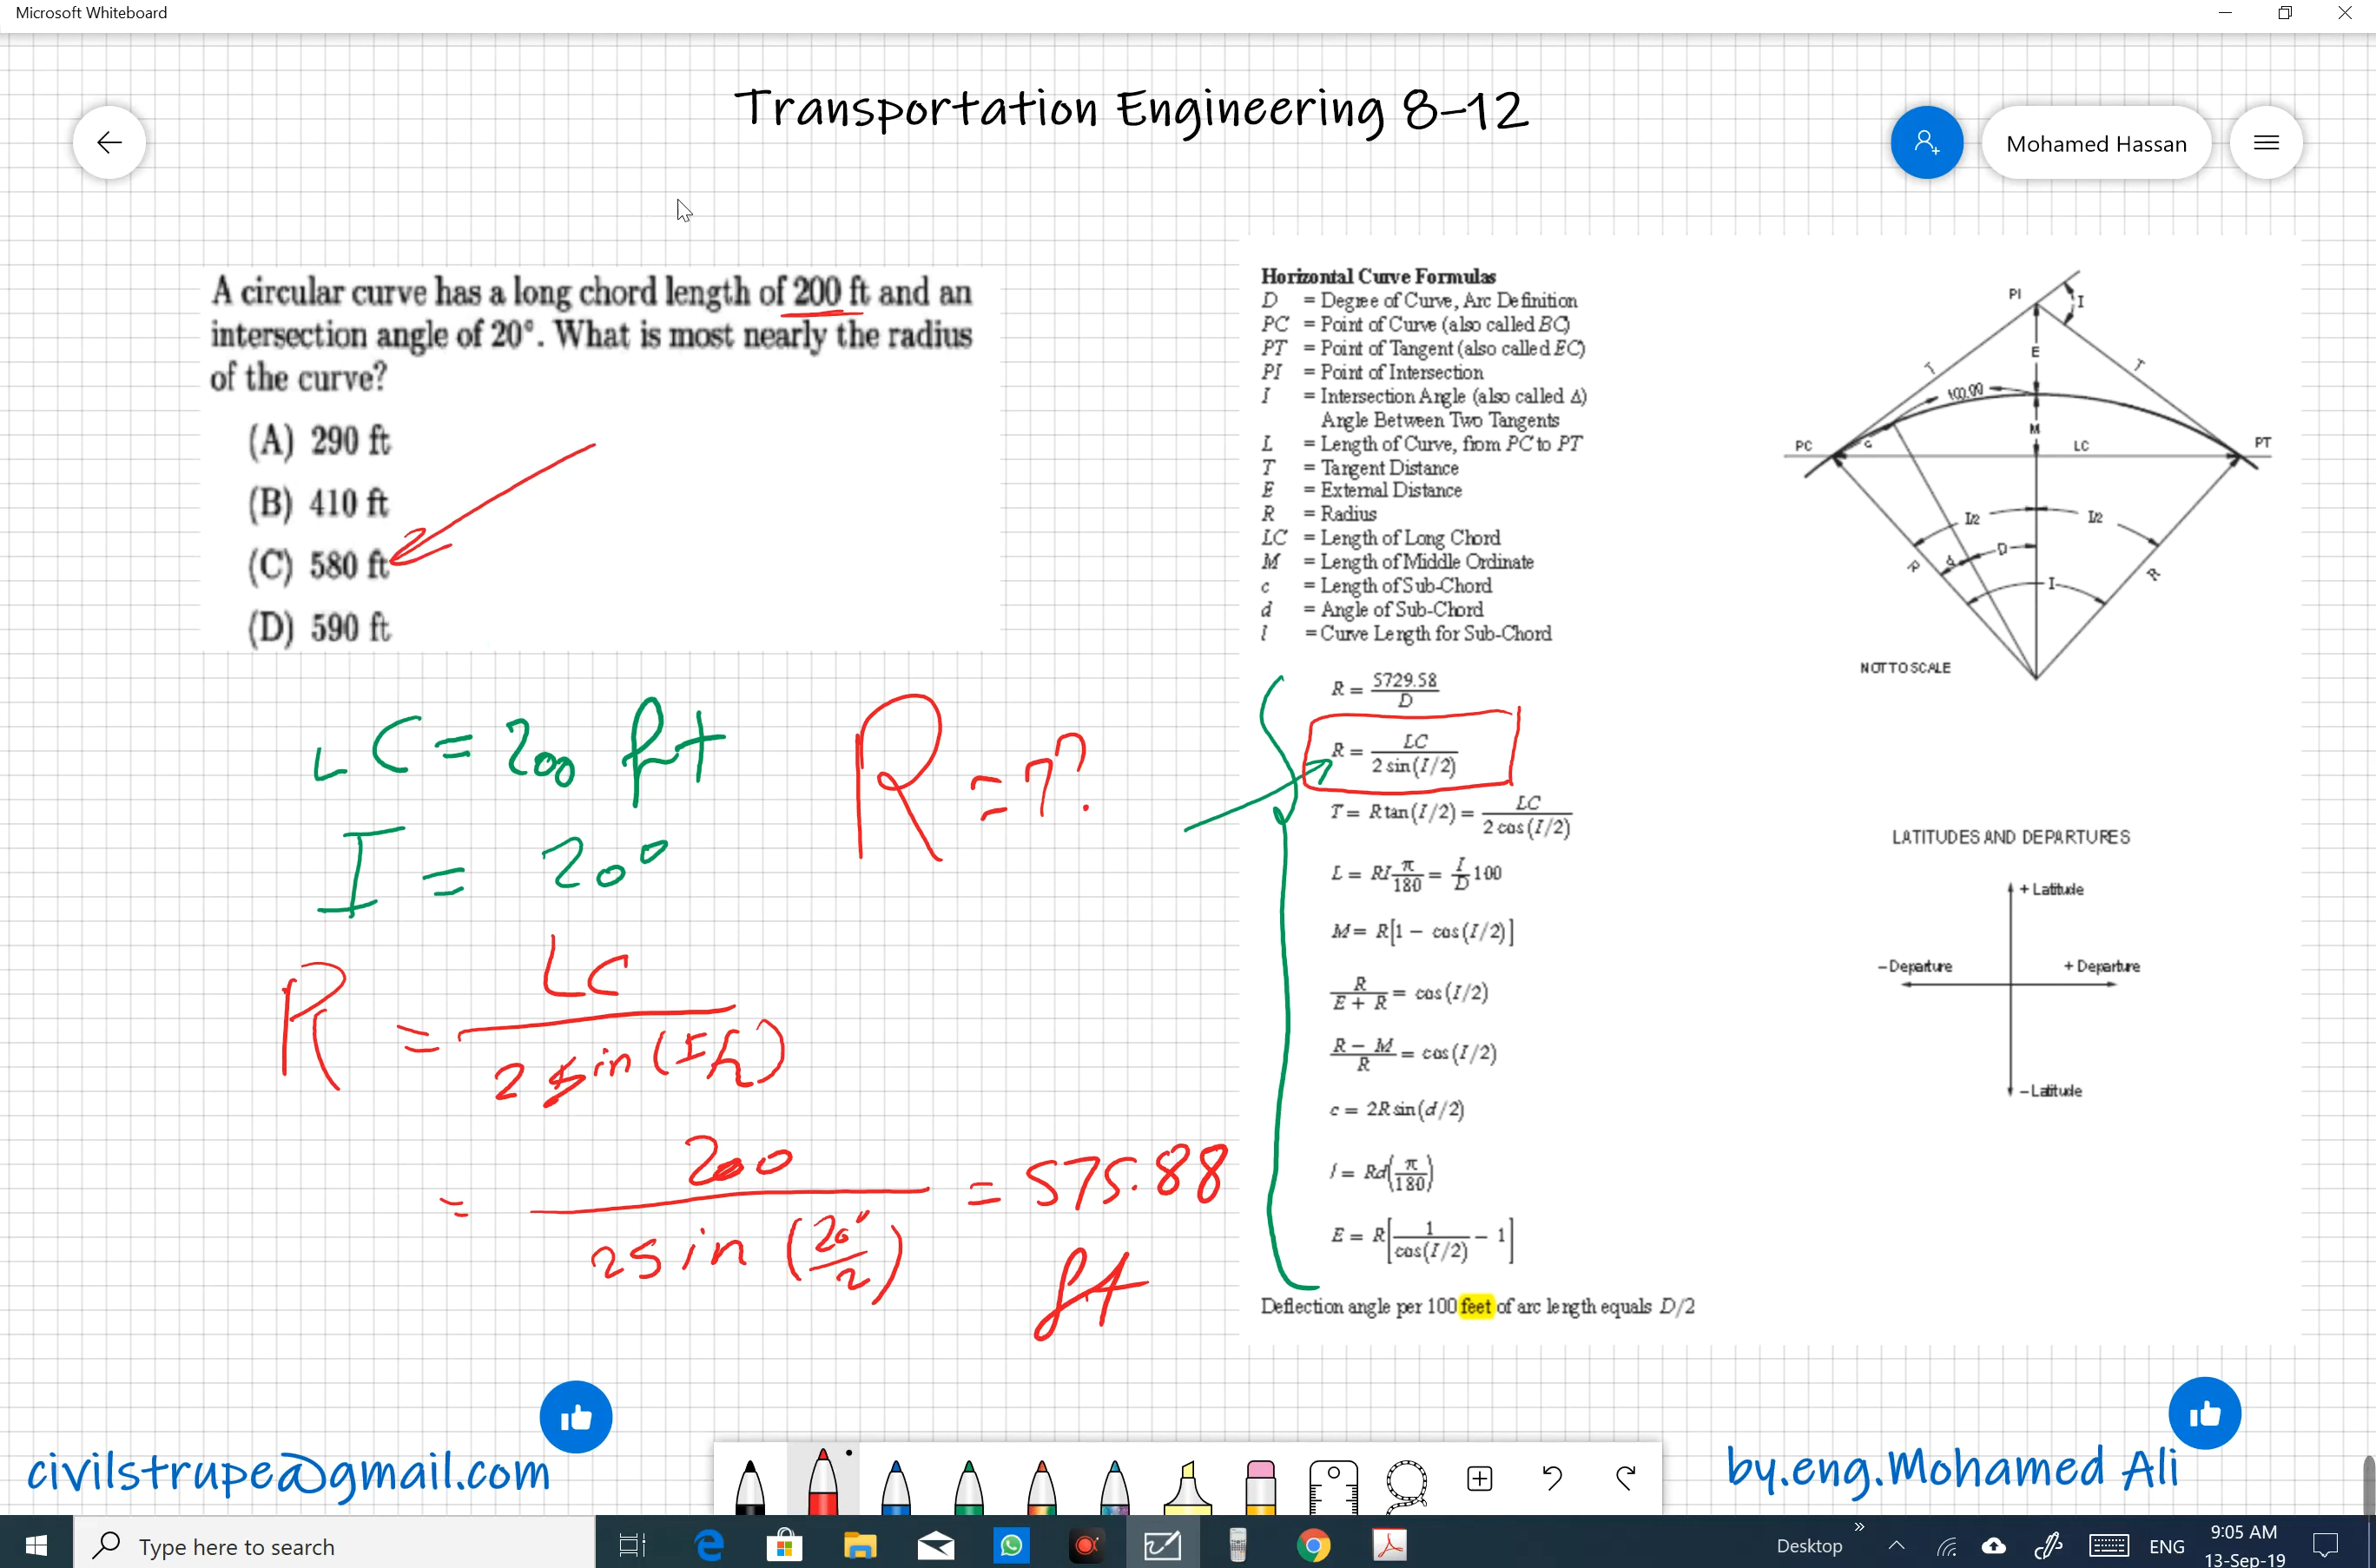 Microsoft Whiteboard
Transportation Engineering 8-12
Mohamed Hassan
A circular curve has a long chord length of 200 ft and an
intersection angle of 20°. What is most nearly the radius
of the curve?
(A) 290 ft
(B) 410 ft
(C) 580 ft
(D) 590 ft
LC = 200 ft
I = 20°
R = ??
R = LC / 2 sin (I/2)
= 200 / 2 sin (20°/2) = 575.88
ft
Horizontal Curve Formulas
D = Degree of Curve, Arc Definition
PC = Point of Curve (also called BC)
PT = Point of Tangent (also called EC)
PI = Point of Intersection
I = Intersection Angle (also called Δ)
Angle Between Two Tangents
L = Length of Curve, from PC to PT
T = Tangent Distance
E = External Distance
R = Radius
LC = Length of Long Chord
M = Length of Middle Ordinate
c = Length of Sub-Chord
d = Angle of Sub-Chord
l = Curve Length for Sub-Chord
R = 5729.58 / D
R = LC / 2 sin(I/2)
T = R tan(I/2) = LC / 2 cos(I/2)
L = RI π/180 = I/D 100
M = R[1 − cos(I/2)]
R / E + R = cos(I/2)
R − M / R = cos(I/2)
c = 2R sin(d/2)
l = Rd(π/180)
E = R[1/cos(I/2) − 1]
Deflection angle per 100 feet of arc length equals D/2
PI
I
T
E
T
100.00
PC
c
M
LC
PT
I/2
I/2
D
d
R
I
R
NOT TO SCALE
LATITUDES AND DEPARTURES
+ Latitude
− Departure
+ Departure
− Latitude
civilstrupe@gmail.com
by.eng.Mohamed Ali
Type here to search
Desktop
ENG
9:05 AM
13-Sep-19